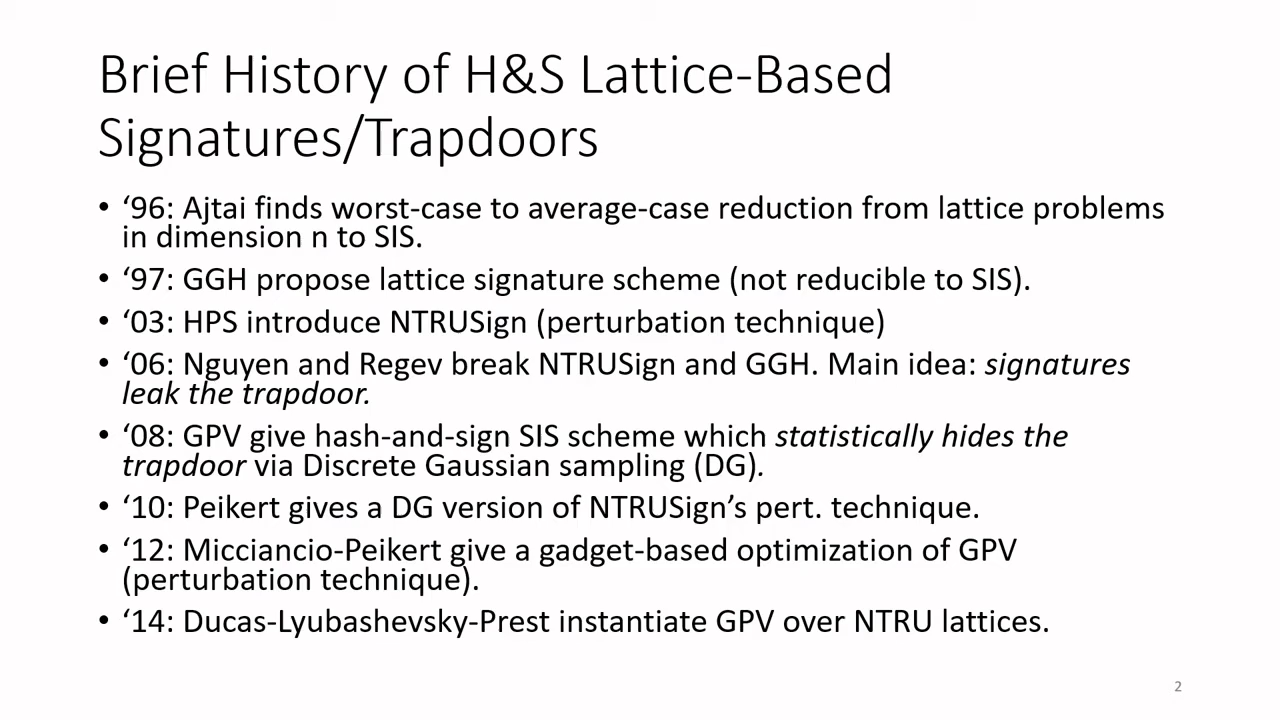 Brief History of H&S Lattice-Based
Signatures/Trapdoors
• ‘96: Ajtai finds worst-case to average-case reduction from lattice problems
in dimension n to SIS.
• ‘97: GGH propose lattice signature scheme (not reducible to SIS).
• ‘03: HPS introduce NTRUSign (perturbation technique)
• ‘06: Nguyen and Regev break NTRUSign and GGH. Main idea: signatures
leak the trapdoor.
• ‘08: GPV give hash-and-sign SIS scheme which statistically hides the
trapdoor via Discrete Gaussian sampling (DG).
• ‘10: Peikert gives a DG version of NTRUSign’s pert. technique.
• ‘12: Micciancio-Peikert give a gadget-based optimization of GPV
(perturbation technique).
• ‘14: Ducas-Lyubashevsky-Prest instantiate GPV over NTRU lattices.
2